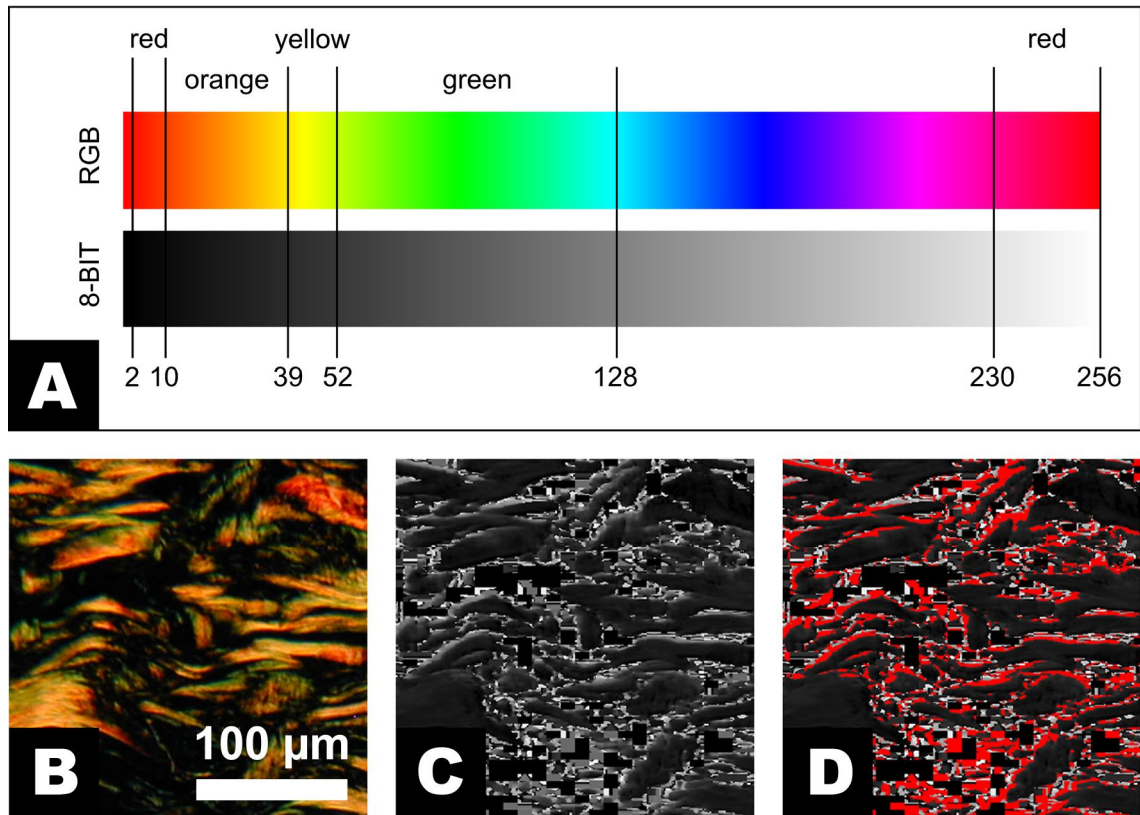 red yellow red
orange green
RGB
8-BIT
2 10 39 52 128 230 256
A
100 µm
B C D